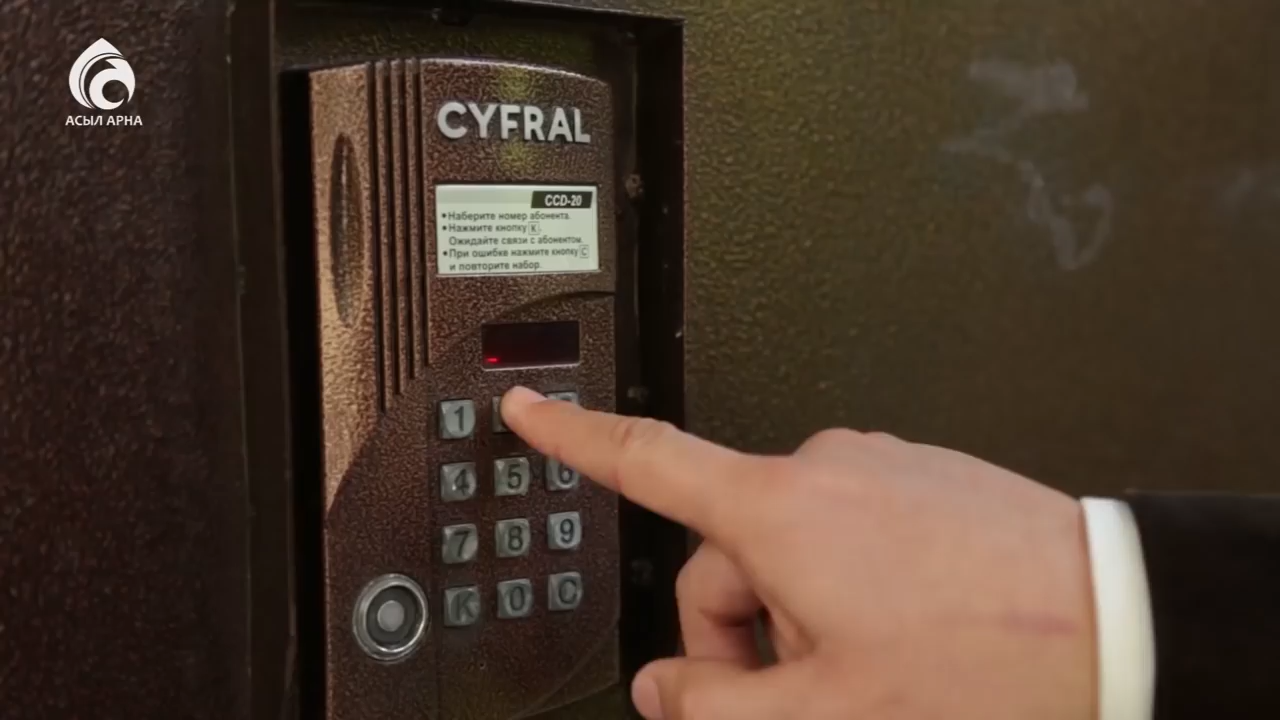 АСЫЛ АРНА
CYFRAL
CCD-20
•Наберите номер абонента.
•Нажмите кнопку K.
Ожидайте связи с абонентом.
•При ошибке нажмите кнопку C
и повторите набор.
1
4 5 6
7 8 9
K 0 C